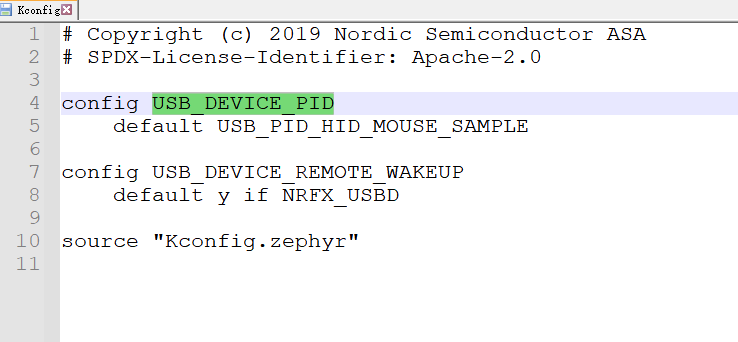 Kconfig
1 # Copyright (c) 2019 Nordic Semiconductor ASA
2 # SPDX-License-Identifier: Apache-2.0
3
4 config USB_DEVICE_PID
5     default USB_PID_HID_MOUSE_SAMPLE
6
7 config USB_DEVICE_REMOTE_WAKEUP
8     default y if NRFX_USBD
9
10 source "Kconfig.zephyr"
11